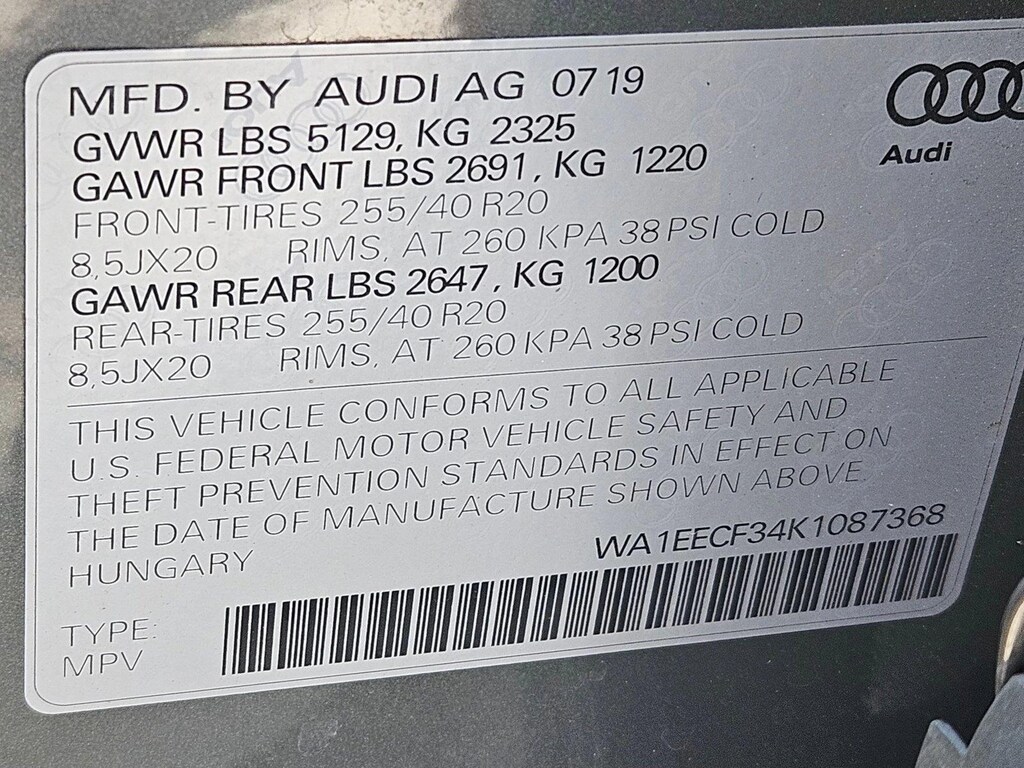 MFD. BY AUDI AG 0719
GVWR LBS 5129, KG 2325
GAWR FRONT LBS 2691, KG 1220
FRONT-TIRES 255/40 R20
8,5JX20 RIMS, AT 260 KPA 38 PSI COLD
GAWR REAR LBS 2647, KG 1200
REAR-TIRES 255/40 R20
8,5JX20 RIMS, AT 260 KPA 38 PSI COLD
Audi
THIS VEHICLE CONFORMS TO ALL APPLICABLE
U.S. FEDERAL MOTOR VEHICLE SAFETY AND
THEFT PREVENTION STANDARDS IN EFFECT ON
THE DATE OF MANUFACTURE SHOWN ABOVE.
HUNGARY
WA1EECF34K1087368
TYPE:
MPV